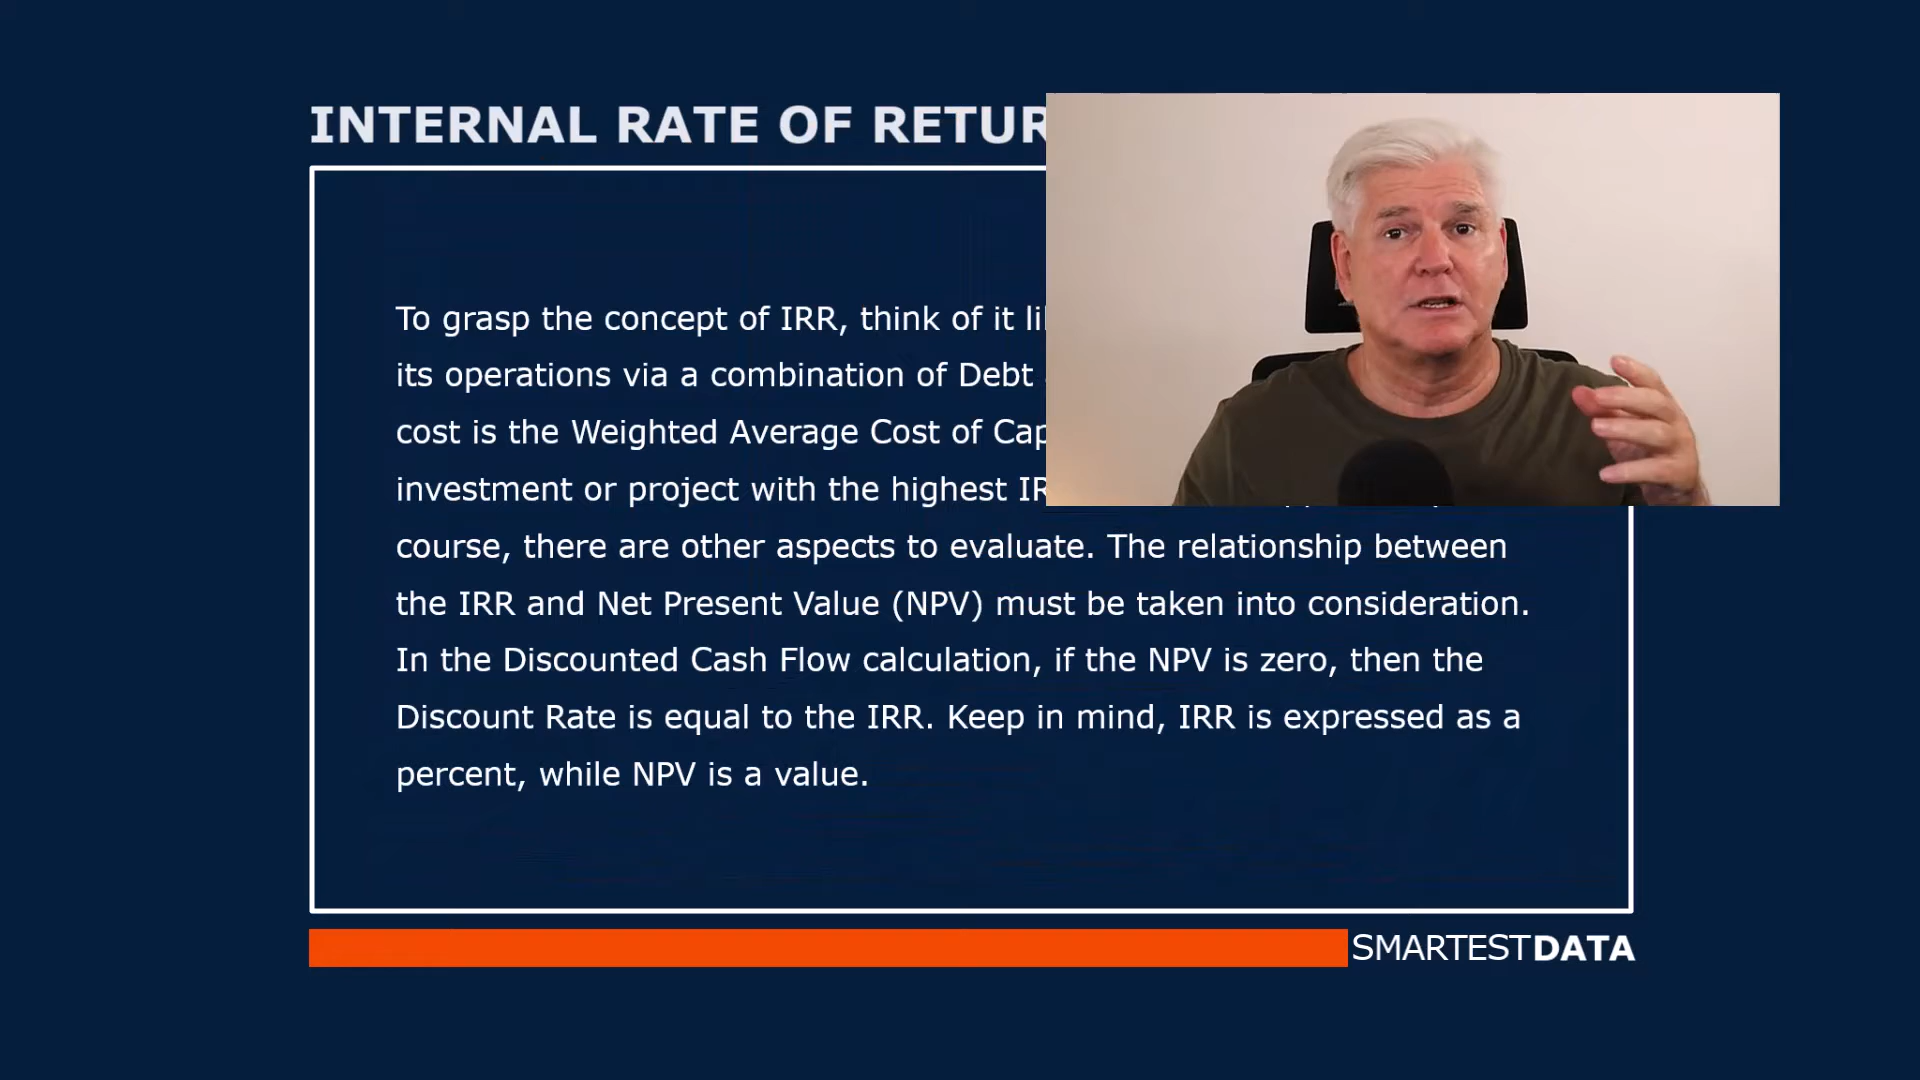 INTERNAL RATE OF RETUR
To grasp the concept of IRR, think of it
its operations via a combination of Debt
cost is the Weighted Average Cost of Cap
investment or project with the highest IR
course, there are other aspects to evaluate. The relationship between
the IRR and Net Present Value (NPV) must be taken into consideration.
In the Discounted Cash Flow calculation, if the NPV is zero, then the
Discount Rate is equal to the IRR. Keep in mind, IRR is expressed as a
percent, while NPV is a value.
SMARTESTDATA